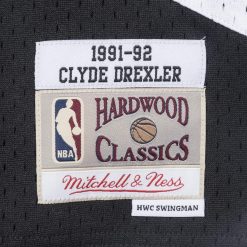 1991-92
CLYDE DREXLER
HARDWOOD
NBA
CLASSICS
Mitchell & Ness
HWC SWINGMAN